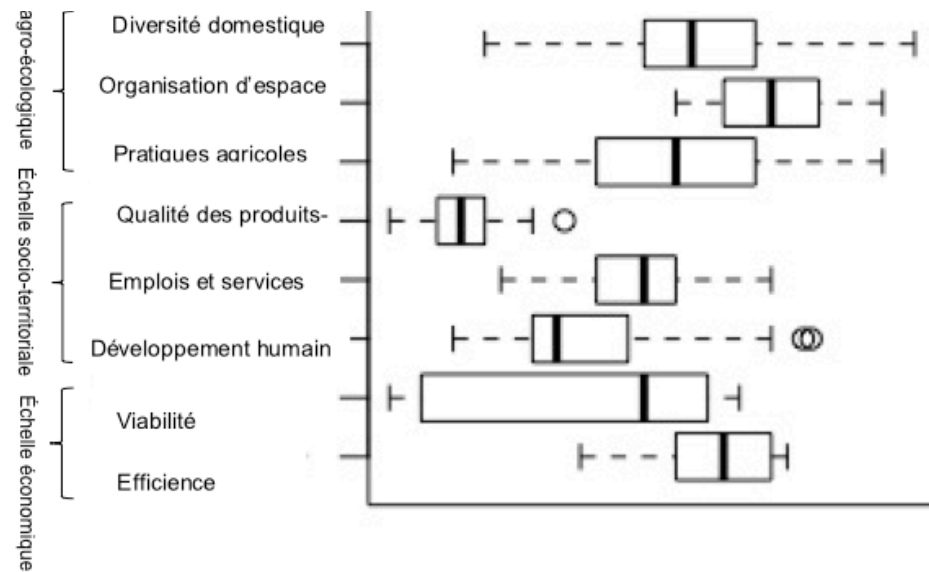 agro-écologique
Diversité domestique
Organisation d'espace
Pratiques agricoles
Échelle socio-territoriale
Qualité des produits-
Emplois et services
Développement humain
Échelle économique
Viabilité
Efficience